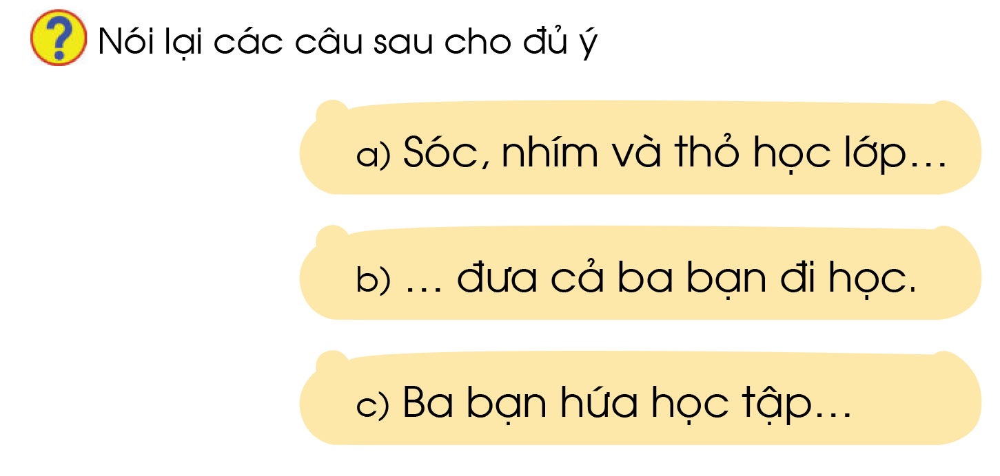 ? Nói lại các câu sau cho đủ ý
a) Sóc, nhím và thỏ học lớp...
b) ... đưa cả ba bạn đi học.
c) Ba bạn hứa học tập...